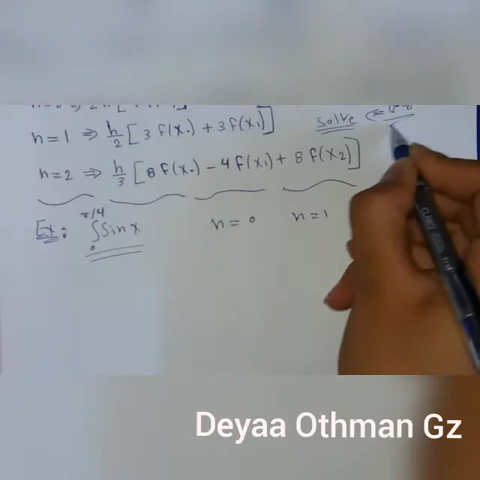 n=1 ⇒ h/2 [ 3 f(x₀) + 3 f(x₁) ]
Solve
n=2 ⇒ h/3 [ 8 f(x₀) − 4 f(x₁) + 8 f(x₂) ]
Ex: ∫₀^π/4 Sin x n=0 n=1
Deyaa Othman Gz